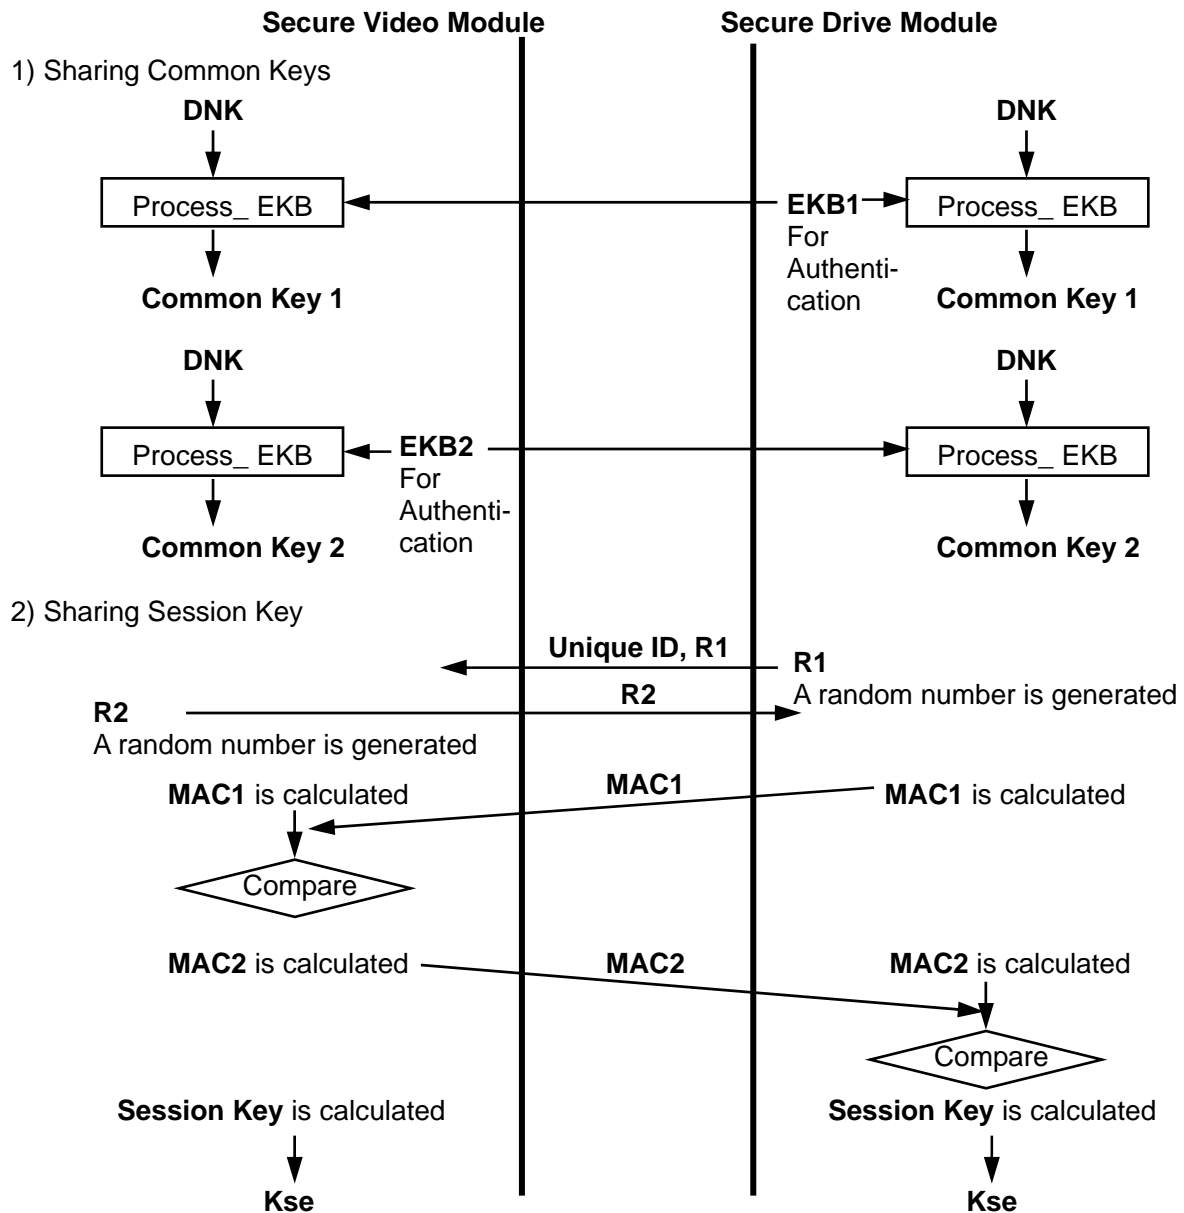 Secure Video Module
Secure Drive Module
1) Sharing Common Keys
DNK
DNK
Process_ EKB
EKB1
Process_ EKB
For
Authenti-
cation
Common Key 1
Common Key 1
DNK
DNK
Process_ EKB
EKB2
Process_ EKB
For
Authenti-
cation
Common Key 2
Common Key 2
2) Sharing Session Key
Unique ID, R1
R1
A random number is generated
R2
R2
A random number is generated
MAC1 is calculated
MAC1
MAC1 is calculated
Compare
MAC2 is calculated
MAC2
MAC2 is calculated
Compare
Session Key is calculated
Session Key is calculated
Kse
Kse